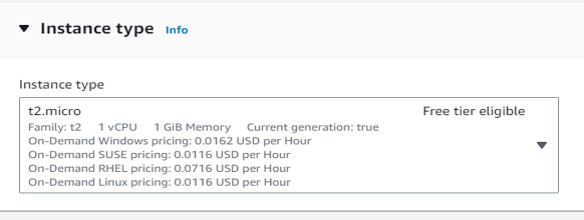 Instance type Info
Instance type
t2.micro Free tier eligible
Family: t2 1 vCPU 1 GiB Memory Current generation: true
On-Demand Windows pricing: 0.0162 USD per Hour
On-Demand SUSE pricing: 0.0116 USD per Hour
On-Demand RHEL pricing: 0.0716 USD per Hour
On-Demand Linux pricing: 0.0116 USD per Hour